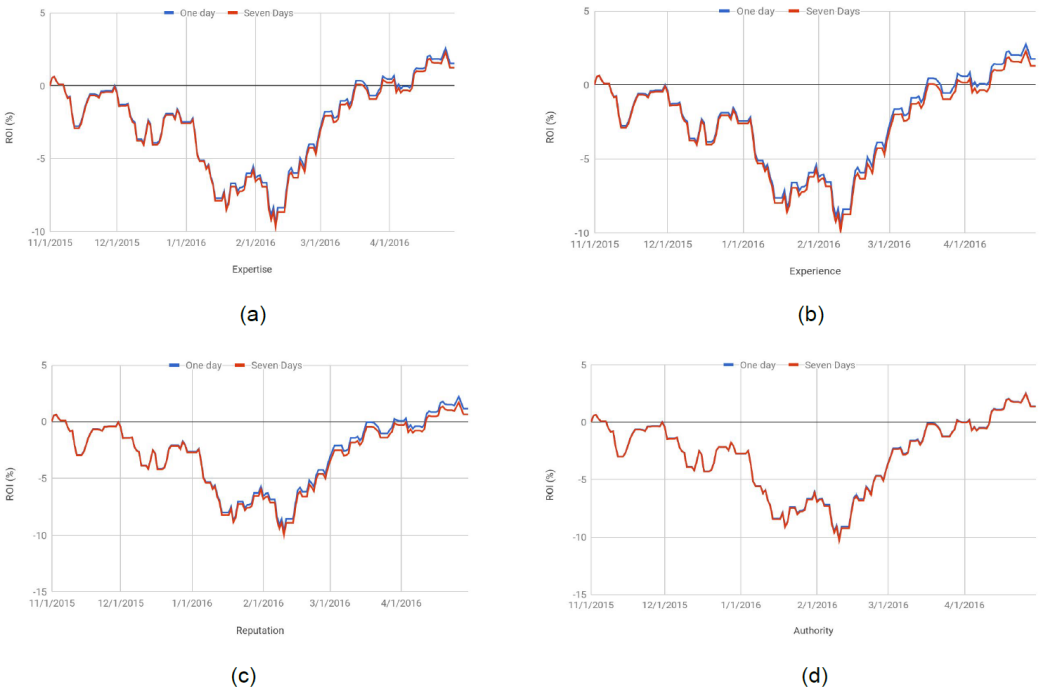 One day Seven Days
5
0
-5
-10
ROI (%)
11/1/2015 12/1/2015 1/1/2016 2/1/2016 3/1/2016 4/1/2016
Expertise
(a)
One day Seven Days
5
0
-5
-10
ROI (%)
11/1/2015 12/1/2015 1/1/2016 2/1/2016 3/1/2016 4/1/2016
Experience
(b)
One day Seven Days
5
0
-5
-10
-15
ROI (%)
11/1/2015 12/1/2015 1/1/2016 2/1/2016 3/1/2016 4/1/2016
Reputation
(c)
One day Seven Days
5
0
-5
-10
-15
ROI (%)
11/1/2015 12/1/2015 1/1/2016 2/1/2016 3/1/2016 4/1/2016
Authority
(d)